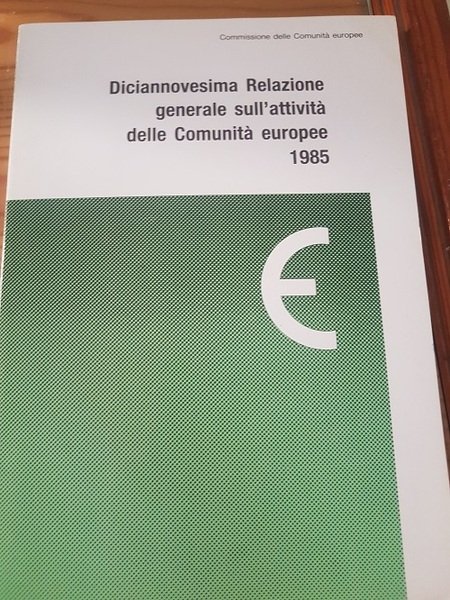 Commissione delle Comunità europee
Diciannovesima Relazione
generale sull'attività
delle Comunità europee
1985